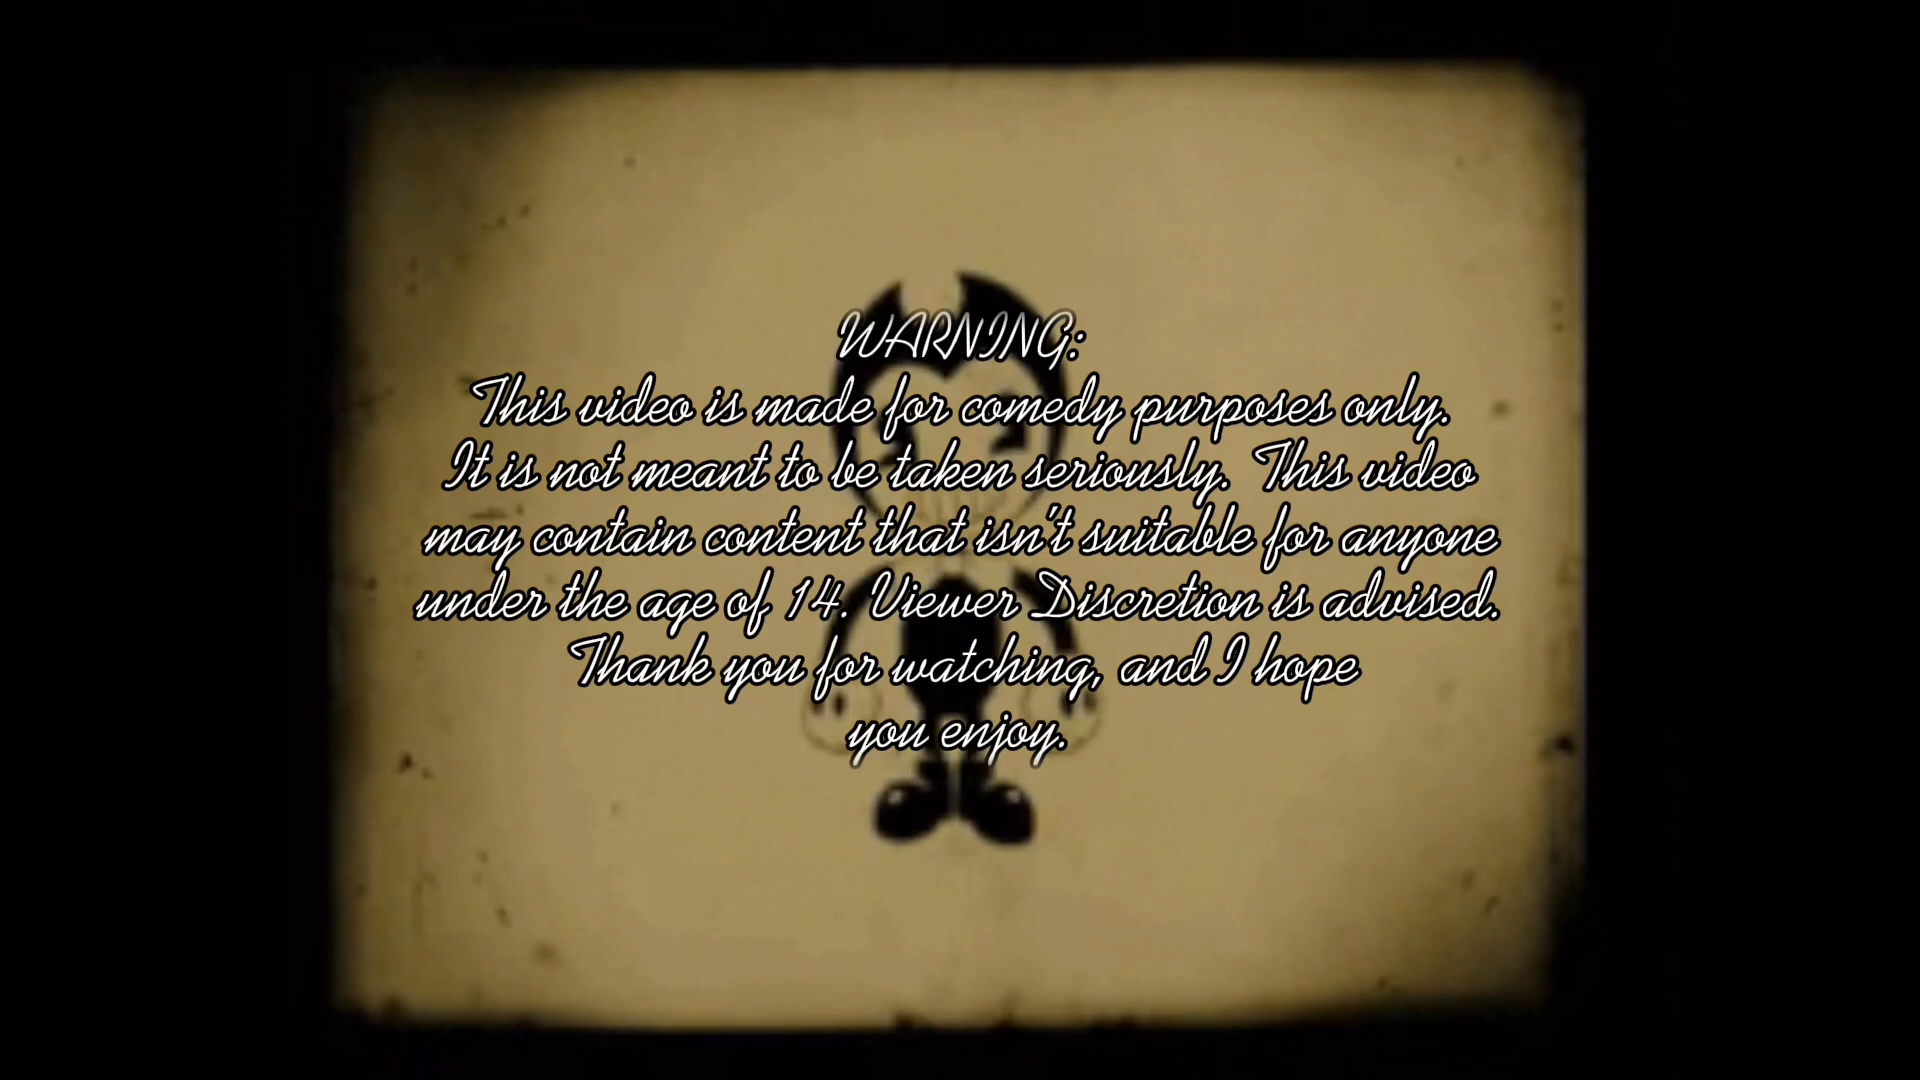 WARNING:
This video is made for comedy purposes only.
It is not meant to be taken seriously. This video
may contain content that isn't suitable for anyone
under the age of 14. Viewer Discretion is advised.
Thank you for watching, and I hope
you enjoy.